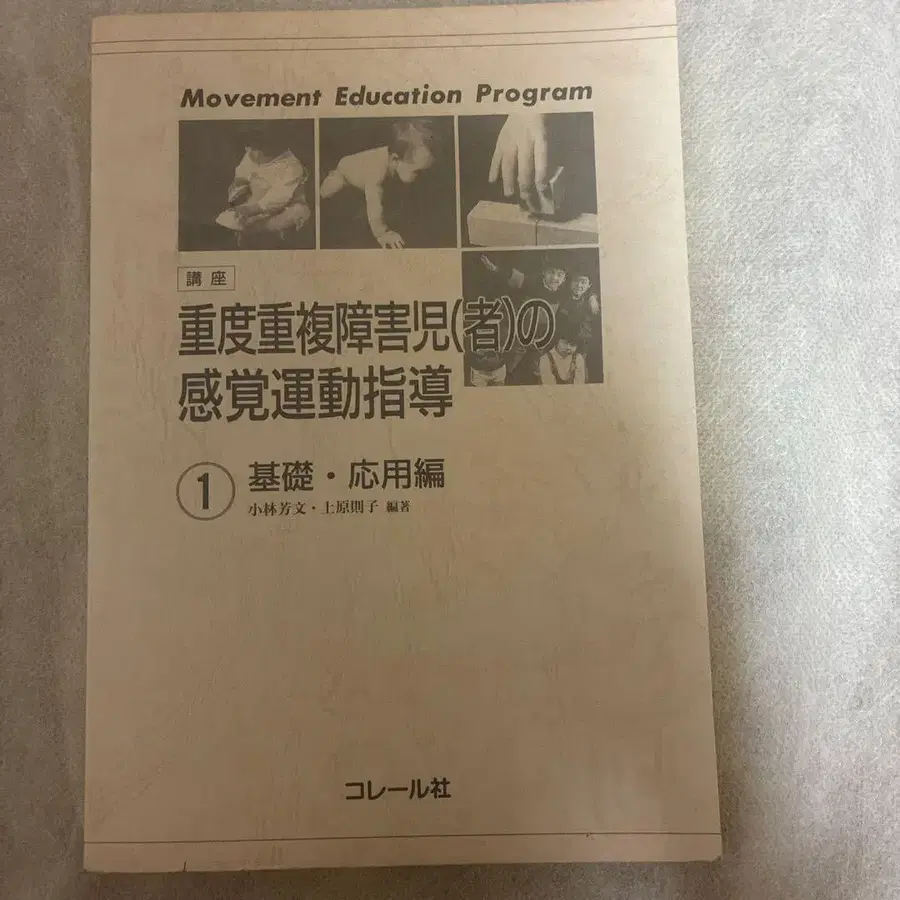 Movement Education Program
講座
重度重複障害児(者)の
感覚運動指導
① 基礎・応用編
小林芳文・上原則子 編著
コレール社